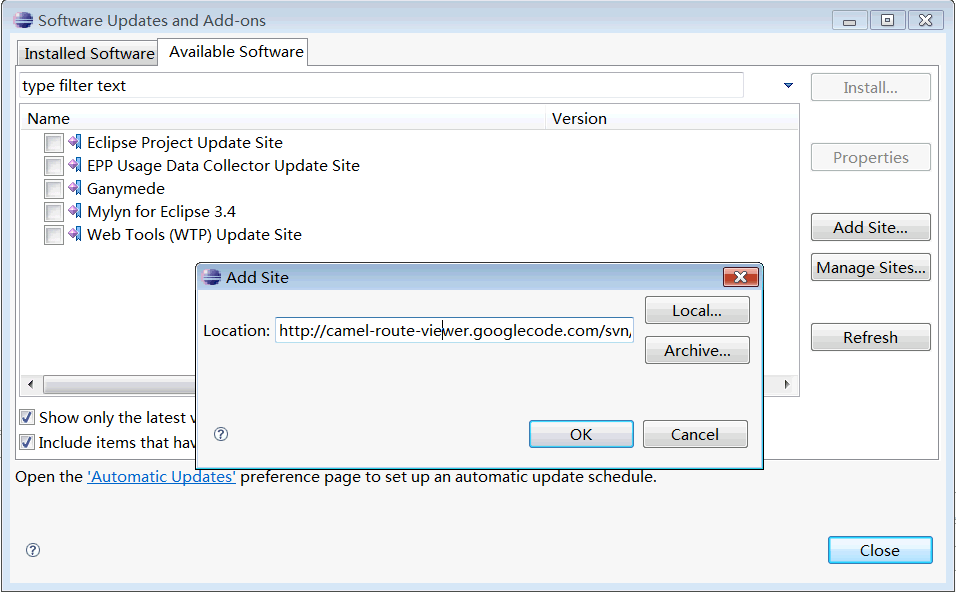 Software Updates and Add-ons
Installed Software
Available Software
type filter text
Install...
Name
Version
Eclipse Project Update Site
EPP Usage Data Collector Update Site
Ganymede
Mylyn for Eclipse 3.4
Web Tools (WTP) Update Site
Properties
Add Site...
Manage Sites...
Refresh
Add Site
Location: http://camel-route-viewer.googlecode.com/svn/
Local...
Archive...
OK
Cancel
Show only the latest v
Include items that hav
Open the 'Automatic Updates' preference page to set up an automatic update schedule.
Close